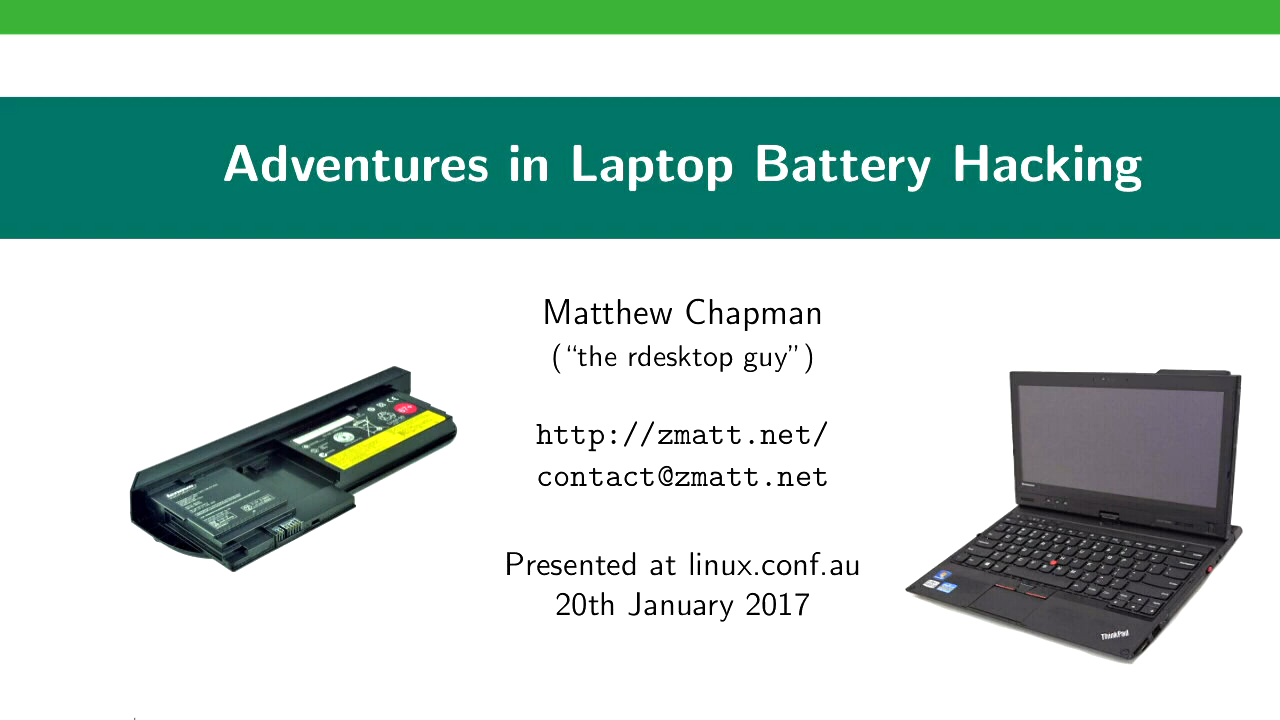 Adventures in Laptop Battery Hacking
Matthew Chapman
(“the rdesktop guy”)
http://zmatt.net/
contact@zmatt.net
Presented at linux.conf.au
20th January 2017
ThinkPad